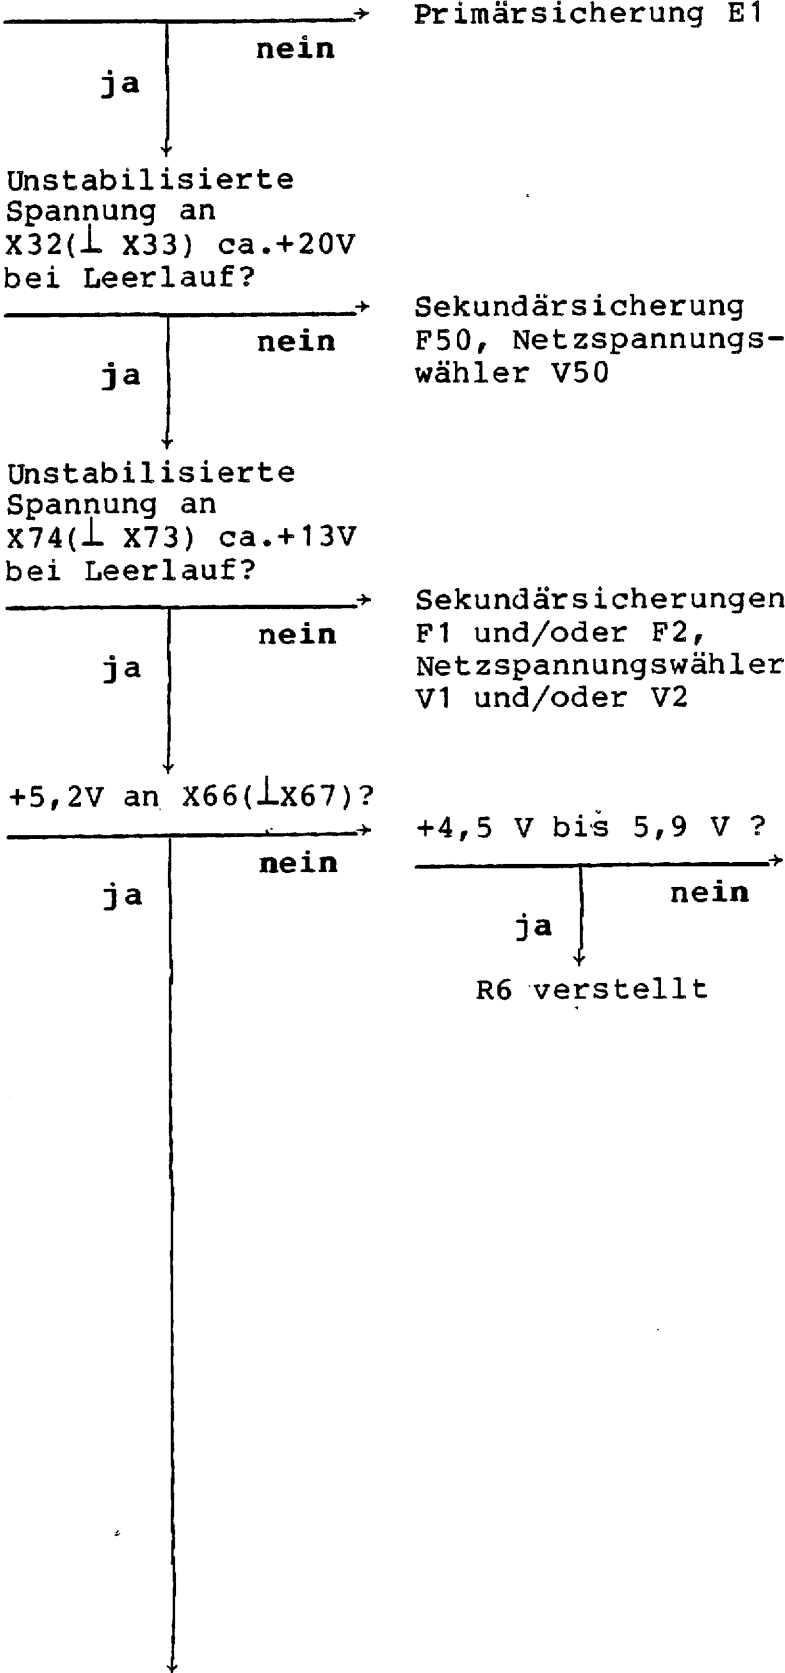 Primärsicherung E1
nein
ja
Unstabilisierte
Spannung an
X32(⊥ X33) ca.+20V
bei Leerlauf?
nein
ja
Sekundärsicherung
F50, Netzspannungs-
wähler V50
Unstabilisierte
Spannung an
X74(⊥ X73) ca.+13V
bei Leerlauf?
nein
ja
Sekundärsicherungen
F1 und/oder F2,
Netzspannungswähler
V1 und/oder V2
+5,2V an X66(⊥X67)?
nein
ja
+4,5 V bis 5,9 V ?
nein
ja
R6 verstellt